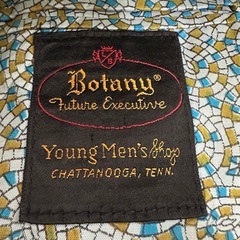 Botany®
Future Executive
Young Men's Shop
CHATTANOOGA, TENN.